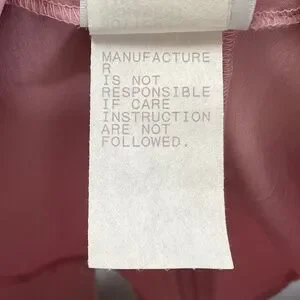 MANUFACTURE
R
IS NOT
RESPONSIBLE
IF CARE
INSTRUCTION
ARE NOT
FOLLOWED.